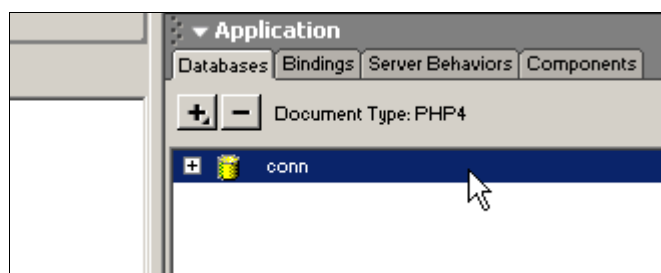 Application
Databases Bindings Server Behaviors Components
Document Type: PHP4
conn